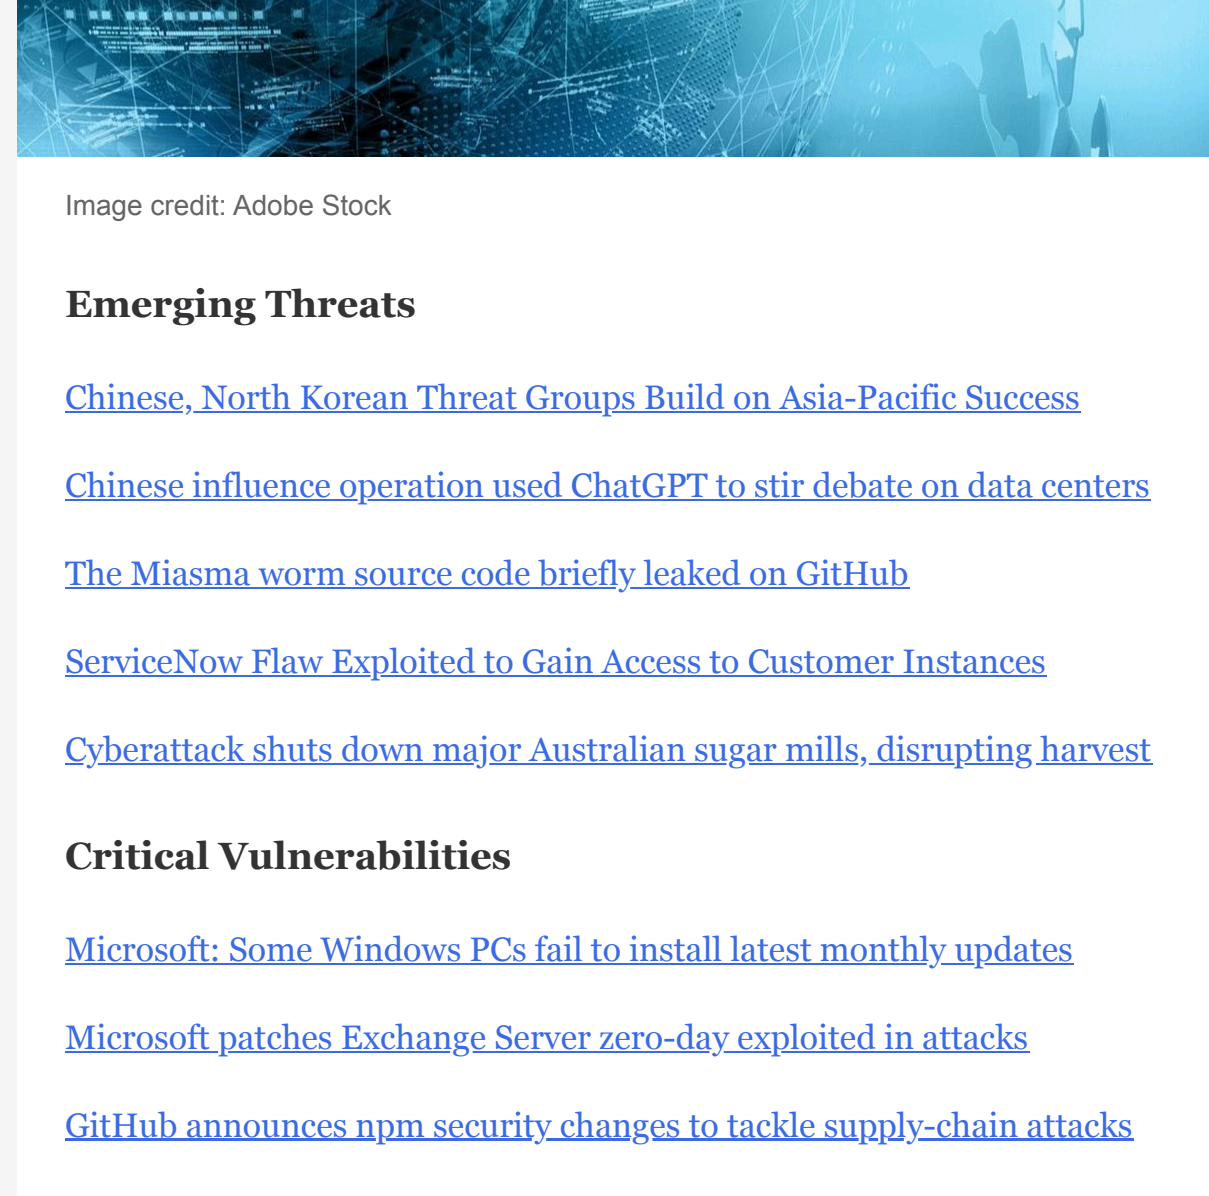 Image credit: Adobe Stock
Emerging Threats
Chinese, North Korean Threat Groups Build on Asia-Pacific Success
Chinese influence operation used ChatGPT to stir debate on data centers
The Miasma worm source code briefly leaked on GitHub
ServiceNow Flaw Exploited to Gain Access to Customer Instances
Cyberattack shuts down major Australian sugar mills, disrupting harvest
Critical Vulnerabilities
Microsoft: Some Windows PCs fail to install latest monthly updates
Microsoft patches Exchange Server zero-day exploited in attacks
GitHub announces npm security changes to tackle supply-chain attacks